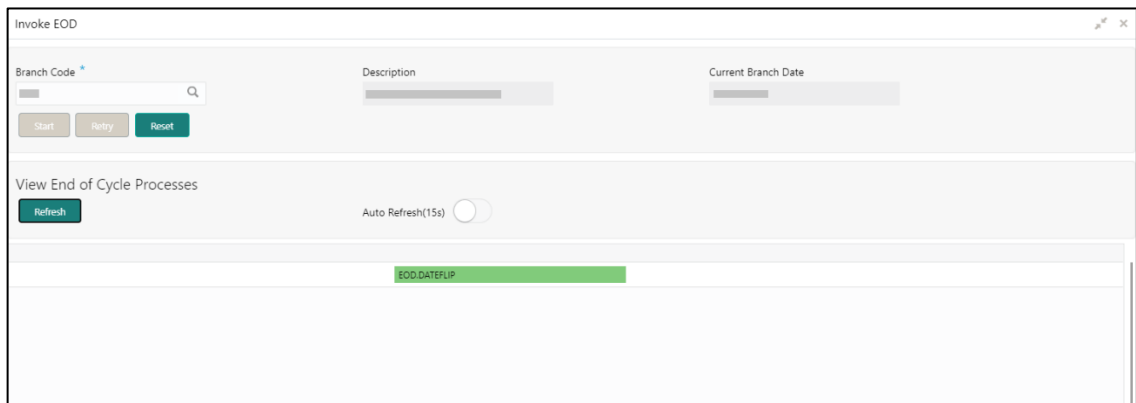 Invoke EOD
Branch Code *
Description
Current Branch Date
Start
Retry
Reset
View End of Cycle Processes
Refresh
Auto Refresh(15s)
EOD.DATEFLIP